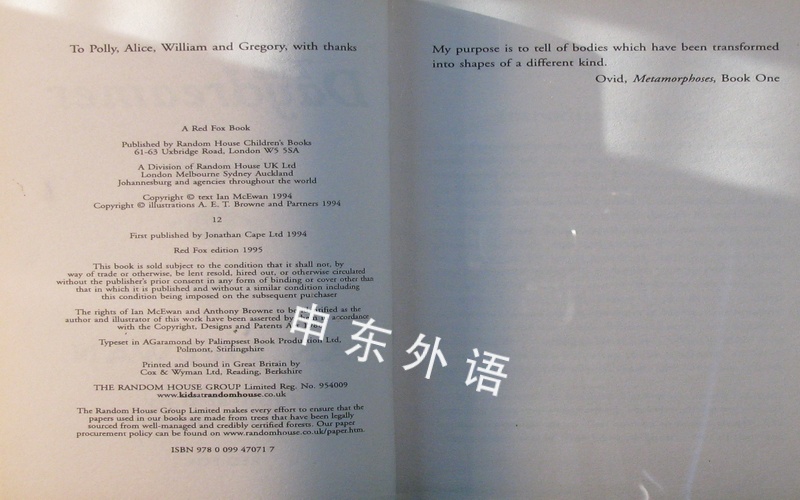 To Polly, Alice, William and Gregory, with thanks
A Red Fox Book
Published by Random House Children's Books
61-63 Uxbridge Road, London W5 5SA
A Division of Random House UK Ltd
London Melbourne Sydney Auckland
Johannesburg and agencies throughout the world
Copyright © text Ian McEwan 1994
Copyright © illustrations A. E. T. Browne and Partners 1994
12
First published by Jonathan Cape Ltd 1994
Red Fox edition 1995
This book is sold subject to the condition that it shall not, by
way of trade or otherwise, be lent resold, hired out, or otherwise circulated
without the publisher's prior consent in any form of binding or cover other than
that in which it is published and without a similar condition including
this condition being imposed on the subsequent purchaser
The rights of Ian McEwan and Anthony Browne to be as the
author and illustrator of this work have been asserted by accordance
with the Copyright, Designs and Patents
Typeset in AGaramond by Palimpsest Book Ltd,
Polmont, Stirlingshire
Printed and bound in Great Britain by
Cox & Wyman Ltd, Reading, Berkshire
THE RANDOM HOUSE GROUP Limited Reg. No. 954009
www.kidsatrandomhouse.co.uk
The Random House Group Limited makes every effort to ensure that the
papers used in our books are made from trees that have been legally
sourced from well-managed and credibly certified forests. Our paper
procurement policy can be found on www.randomhouse.co.uk/paper.htm.
ISBN 978 0 099 47071 7
My purpose is to tell of bodies which have been transformed
into shapes of a different kind.
Ovid, Metamorphoses, Book One
申东外语